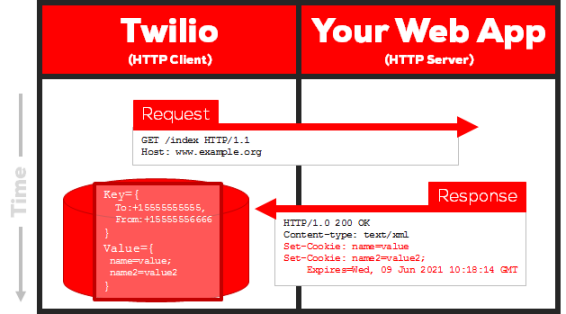 Twilio
(HTTP Client)
Your Web App
(HTTP Server)
Time
Request
GET /index HTTP/1.1
Host: www.example.org
Response
HTTP/1.0 200 OK
Content-type: text/xml
Set-Cookie: name=value
Set-Cookie: name2=value2;
Expires=Wed, 09 Jun 2021 10:18:14 GMT
Key={
To:+15555555555,
From:+15555556666
}
Value={
name=value;
name2=value2
}